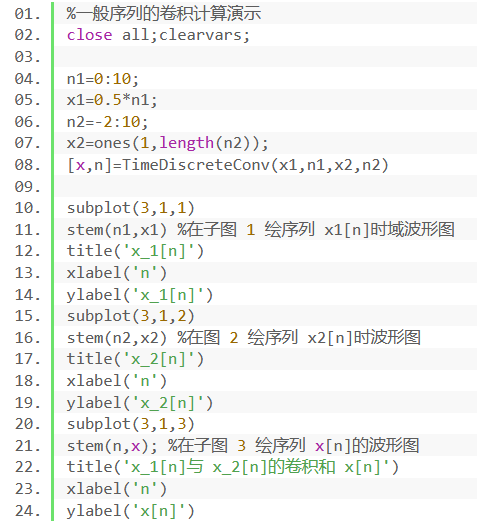 01. %一般序列的卷积计算演示
02. close all;clearvars;
03.
04. n1=0:10;
05. x1=0.5*n1;
06. n2=-2:10;
07. x2=ones(1,length(n2));
08. [x,n]=TimeDiscreteConv(x1,n1,x2,n2)
09.
10. subplot(3,1,1)
11. stem(n1,x1) %在子图 1 绘序列 x1[n]时域波形图
12. title('x_1[n]')
13. xlabel('n')
14. ylabel('x_1[n]')
15. subplot(3,1,2)
16. stem(n2,x2) %在图 2 绘序列 x2[n]时波形图
17. title('x_2[n]')
18. xlabel('n')
19. ylabel('x_2[n]')
20. subplot(3,1,3)
21. stem(n,x); %在子图 3 绘序列 x[n]的波形图
22. title('x_1[n]与 x_2[n]的卷积和 x[n]')
23. xlabel('n')
24. ylabel('x[n]')